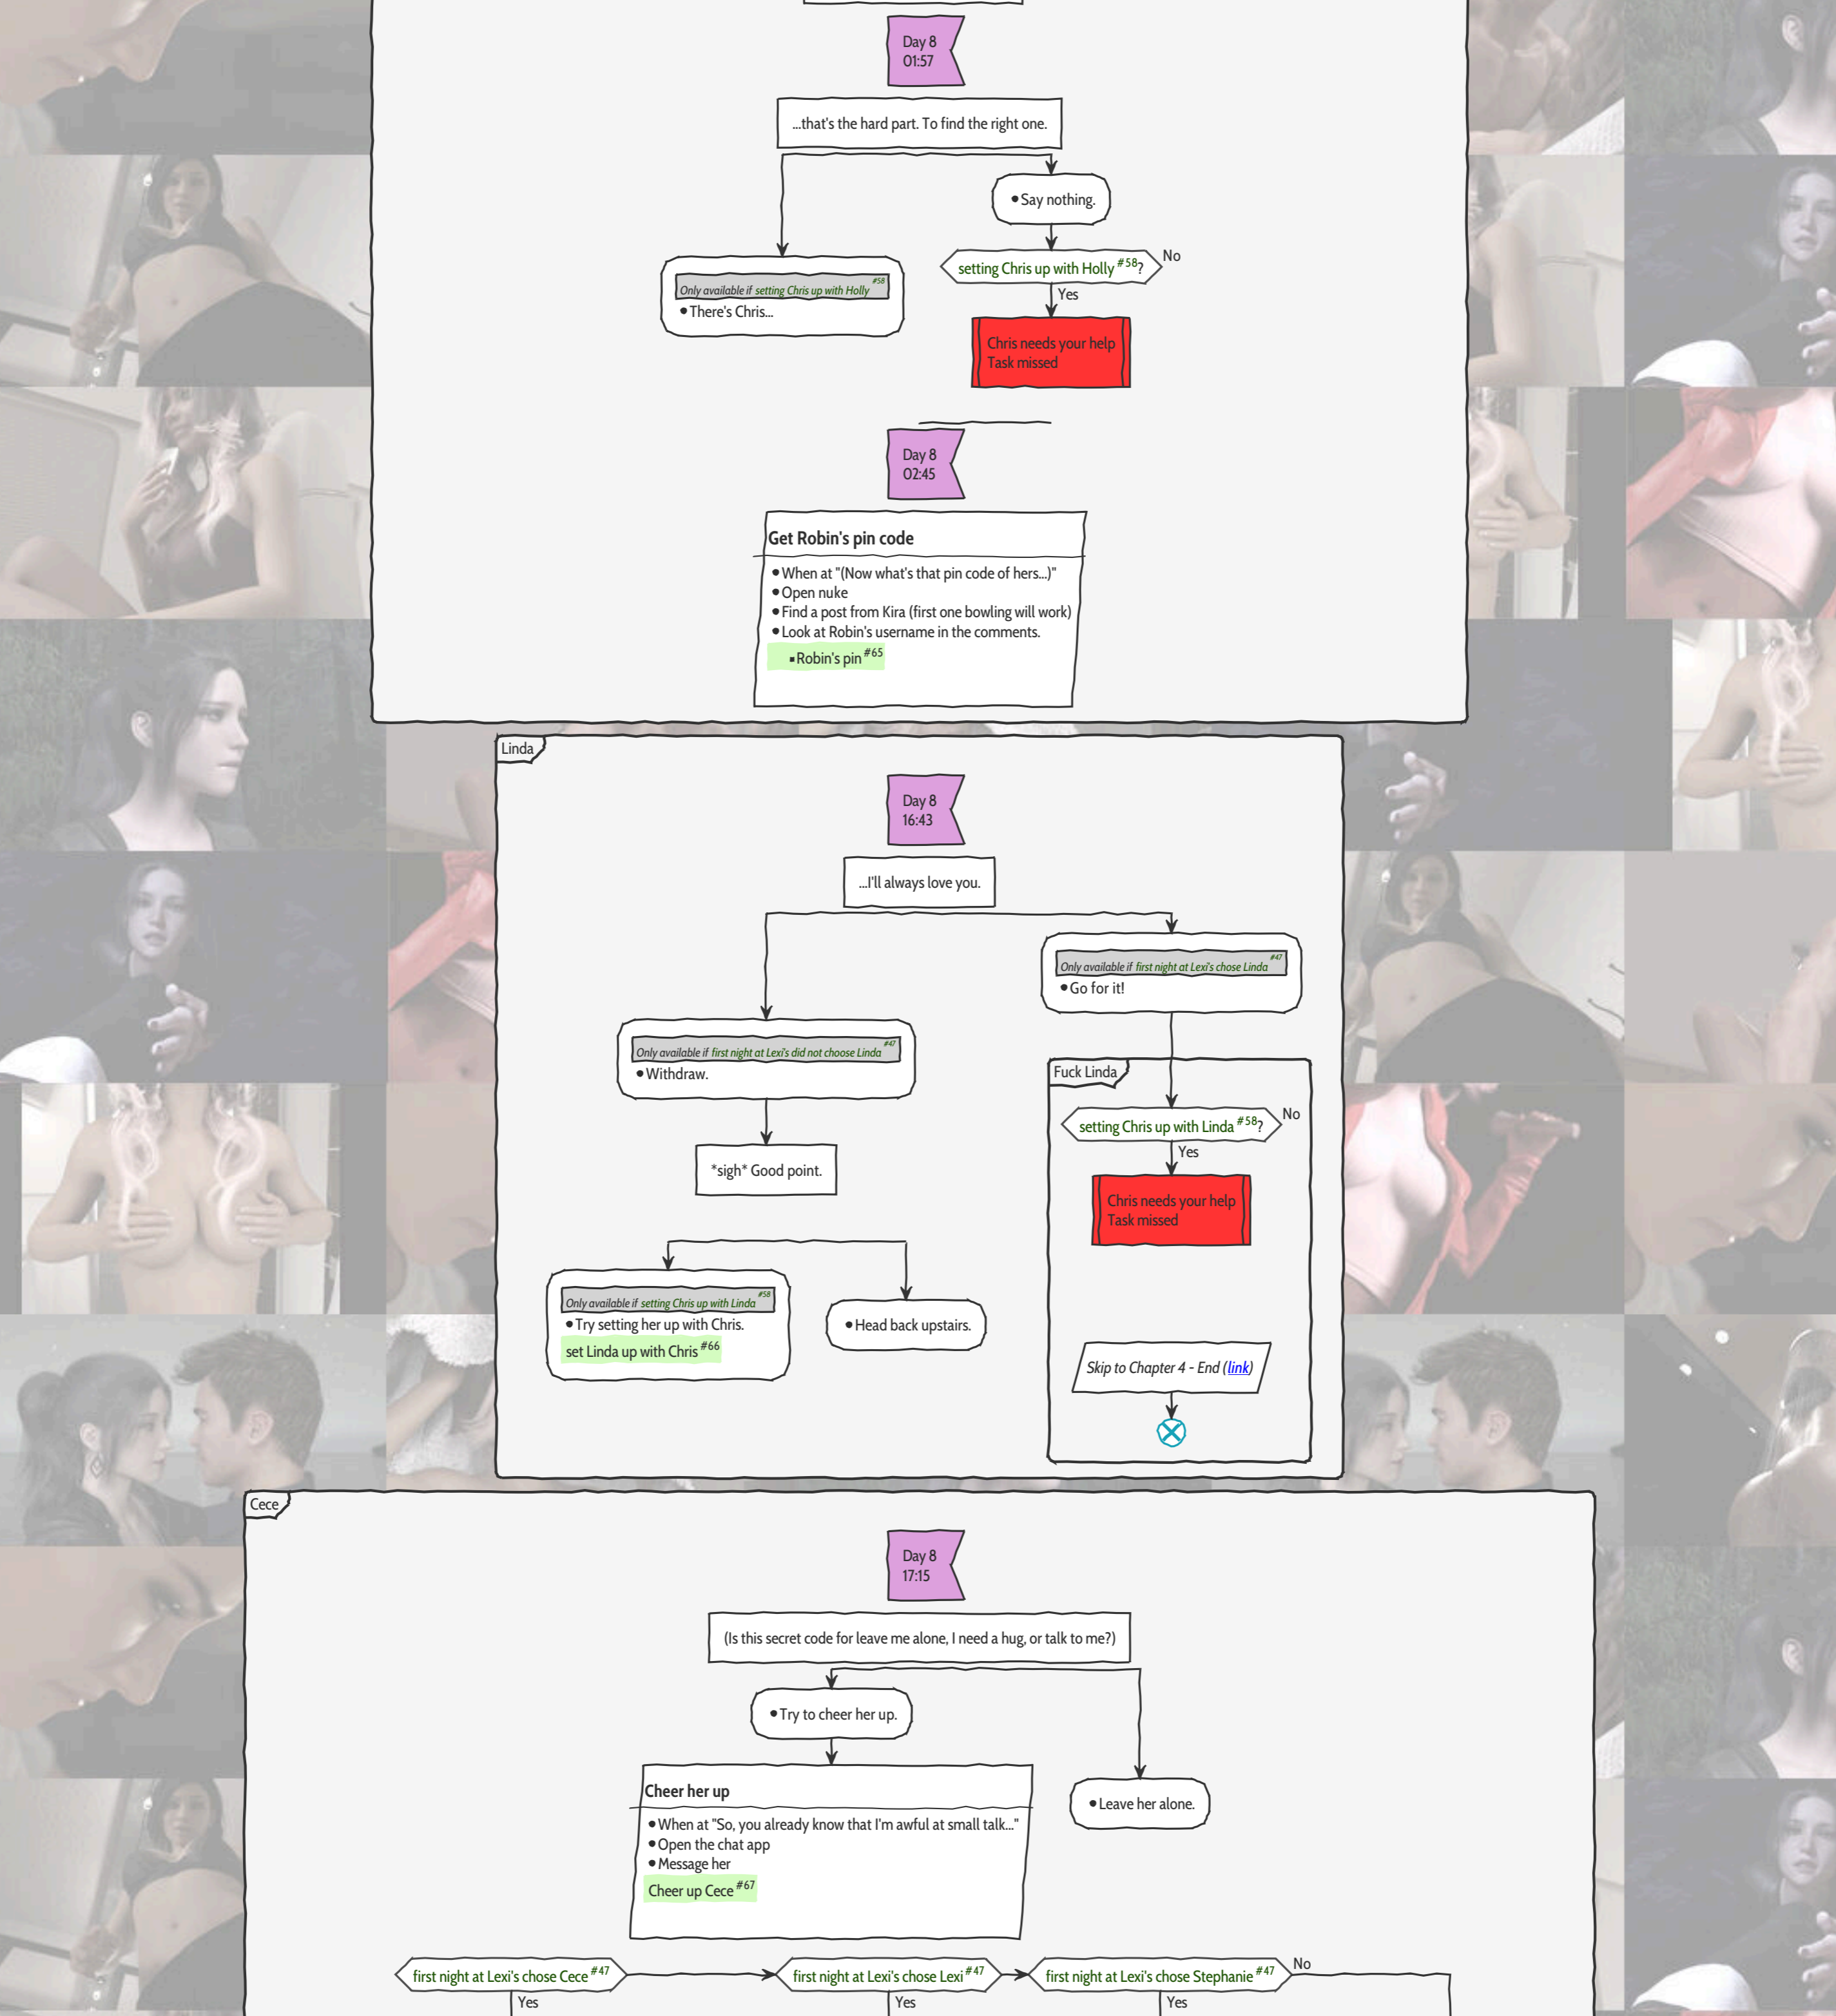 Day 8
01:57
...that's the hard part. To find the right one.
• Say nothing.
setting Chris up with Holly #58?
No
Yes
Only available if setting Chris up with Holly #58
• There's Chris...
Chris needs your help
Task missed
Day 8
02:45
Get Robin's pin code
• When at "(Now what's that pin code of hers...)"
• Open nuke
• Find a post from Kira (first one bowling will work)
• Look at Robin's username in the comments.
▪ Robin's pin #65
Linda
Day 8
16:43
...I'll always love you.
Only available if first night at Lexi's chose Linda #47
• Go for it!
Only available if first night at Lexi's did not choose Linda #47
• Withdraw.
Fuck Linda
setting Chris up with Linda #58?
No
Yes
*sigh* Good point.
Chris needs your help
Task missed
Only available if setting Chris up with Linda #58
• Try setting her up with Chris.
set Linda up with Chris #66
• Head back upstairs.
Skip to Chapter 4 - End (link)
Cece
Day 8
17:15
(Is this secret code for leave me alone, I need a hug, or talk to me?)
• Try to cheer her up.
Cheer her up
• When at "So, you already know that I'm awful at small talk..."
• Open the chat app
• Message her
Cheer up Cece #67
• Leave her alone.
first night at Lexi's chose Cece #47
first night at Lexi's chose Lexi #47
first night at Lexi's chose Stephanie #47
No
Yes
Yes
Yes